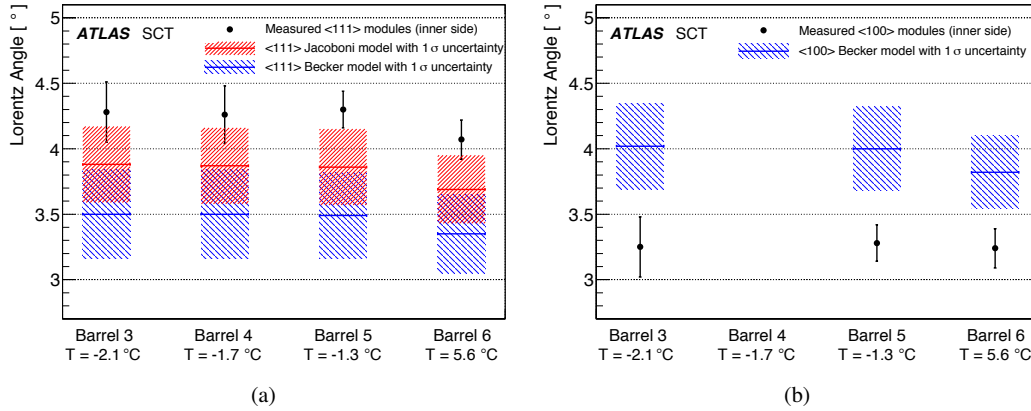 Lorentz Angle [ ° ]
5
4.5
4
3.5
3
ATLAS SCT
Measured <111> modules (inner side)
<111> Jacoboni model with 1 σ uncertainty
<111> Becker model with 1 σ uncertainty
Barrel 3 Barrel 4 Barrel 5 Barrel 6
T = -2.1 °C T = -1.7 °C T = -1.3 °C T = 5.6 °C
(a)
Lorentz Angle [ ° ]
5
4.5
4
3.5
3
ATLAS SCT
Measured <100> modules (inner side)
<100> Becker model with 1 σ uncertainty
Barrel 3 Barrel 4 Barrel 5 Barrel 6
T = -2.1 °C T = -1.7 °C T = -1.3 °C T = 5.6 °C
(b)